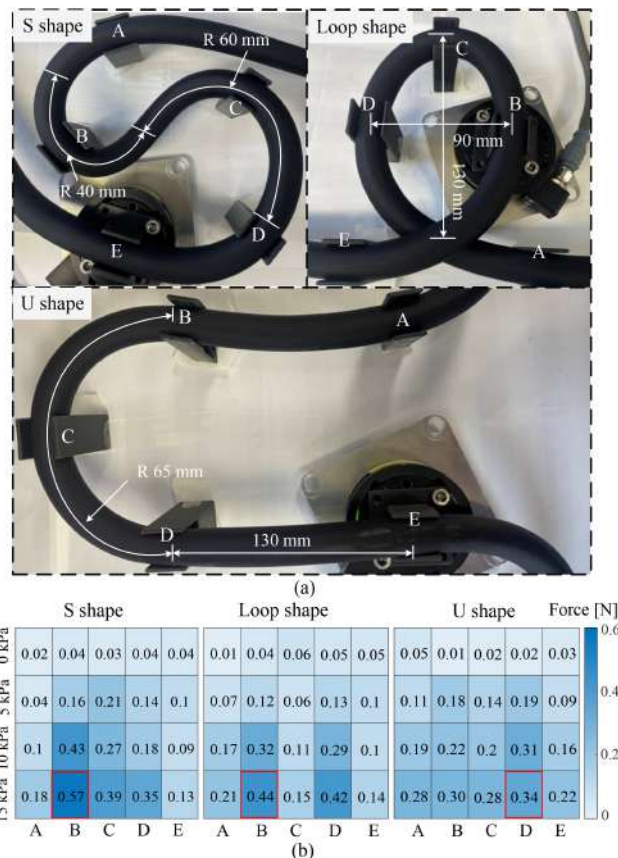 S shape
A
R 60 mm
B
C
R 40 mm
D
E
Loop shape
C
D
B
90 mm
130 mm
E
A
U shape
B
A
C
R 65 mm
D
E
130 mm
(a)
S shape Loop shape U shape Force [N]
0 kPa 0.02 0.04 0.03 0.04 0.04 0.01 0.04 0.06 0.05 0.05 0.05 0.01 0.02 0.02 0.03 0.6
5 kPa 0.04 0.16 0.21 0.14 0.1 0.07 0.12 0.06 0.13 0.1 0.11 0.18 0.14 0.19 0.09 0.4
10 kPa 0.1 0.43 0.27 0.18 0.09 0.17 0.32 0.11 0.29 0.1 0.19 0.22 0.2 0.31 0.16 0.2
15 kPa 0.18 0.57 0.39 0.35 0.13 0.21 0.44 0.15 0.42 0.14 0.28 0.30 0.28 0.34 0.22 0
A B C D E A B C D E A B C D E
(b)